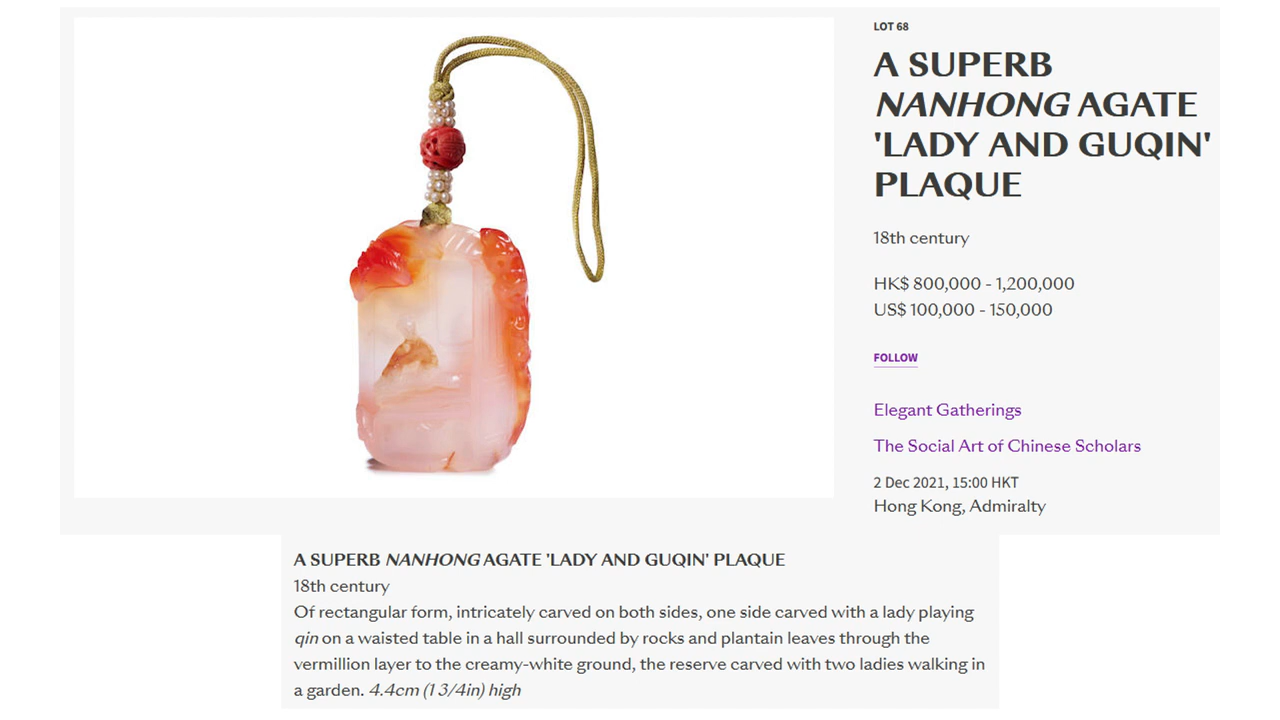 LOT 68
A SUPERB
NANHONG AGATE
'LADY AND GUQIN'
PLAQUE
18th century
HK$ 800,000 - 1,200,000
US$ 100,000 - 150,000
FOLLOW
Elegant Gatherings
The Social Art of Chinese Scholars
2 Dec 2021, 15:00 HKT
Hong Kong, Admiralty
A SUPERB NANHONG AGATE 'LADY AND GUQIN' PLAQUE
18th century
Of rectangular form, intricately carved on both sides, one side carved with a lady playing
qin on a waisted table in a hall surrounded by rocks and plantain leaves through the
vermillion layer to the creamy-white ground, the reserve carved with two ladies walking in
a garden. 4.4cm (1 3/4in) high